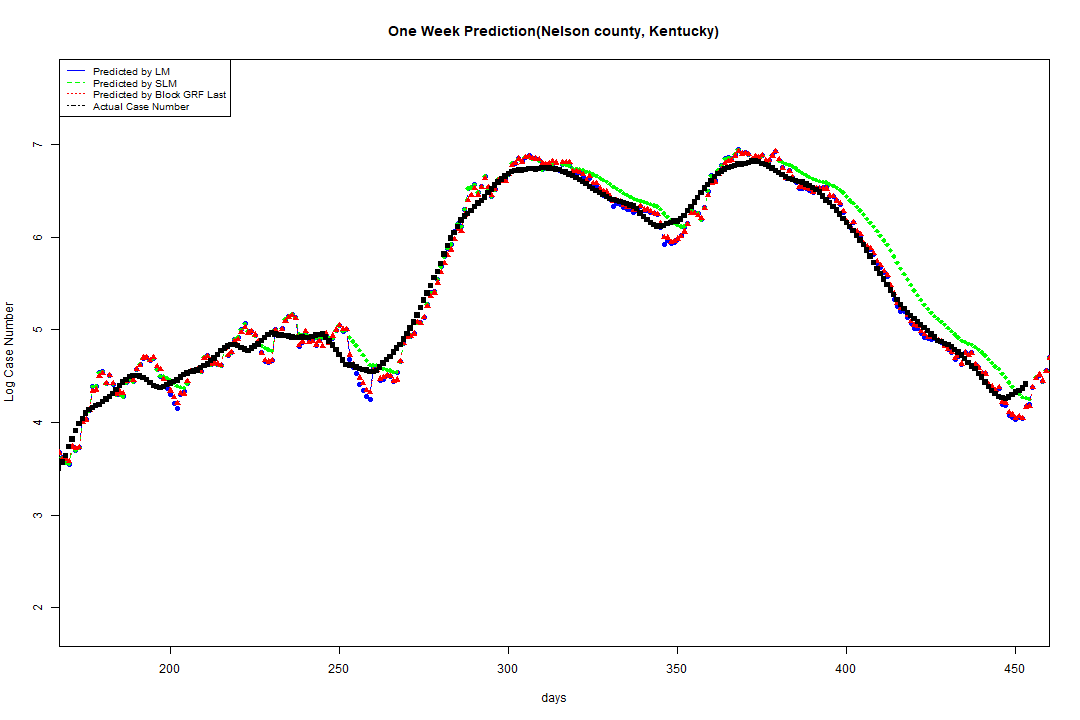 One Week Prediction(Nelson county, Kentucky)
Predicted by LM
Predicted by SLM
Predicted by Block GRF Last
Actual Case Number
7
6
5
4
3
2
Log Case Number
200 250 300 350 400 450
days